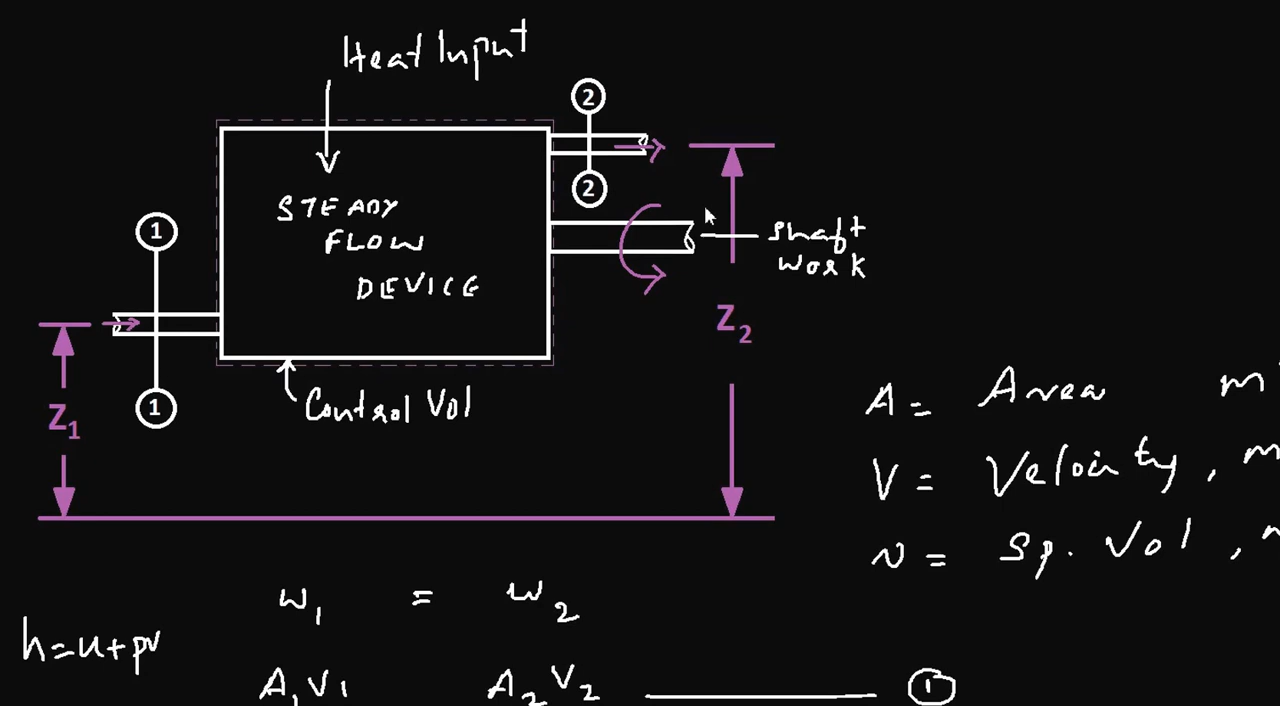 Heat Input
2
2
STEADY
FLOW
DEVICE
shaft
work
1
Z2
Z1
1
Control Vol
A = Area m
V = Velocity, m
v = Sp. Vol,
w1 = w2
h=u+pv
A1V1 A2V2 1